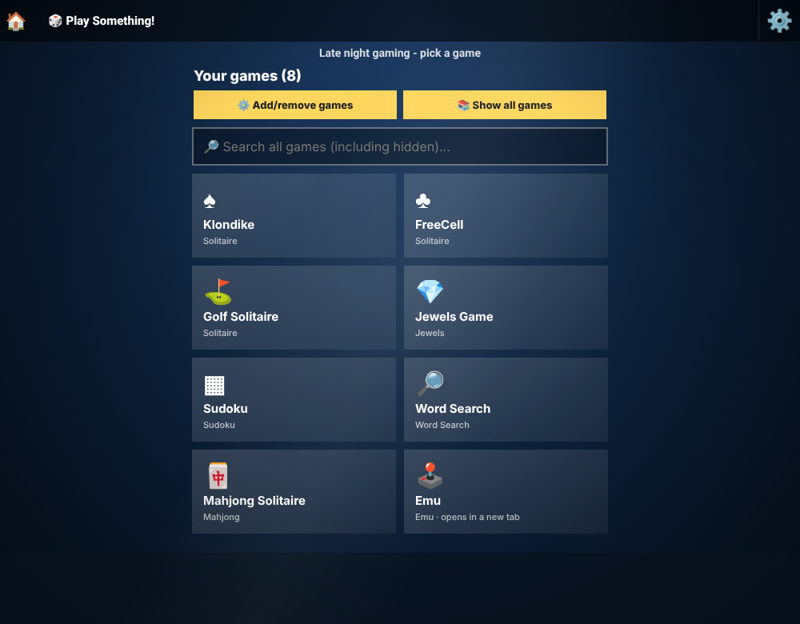 Play Something!
Late night gaming - pick a game
Your games (8)
Add/remove games
Show all games
Search all games (including hidden)...
Klondike
Solitaire
FreeCell
Solitaire
Golf Solitaire
Solitaire
Jewels Game
Jewels
Sudoku
Sudoku
Word Search
Word Search
中
Mahjong Solitaire
Mahjong
Emu
Emu · opens in a new tab